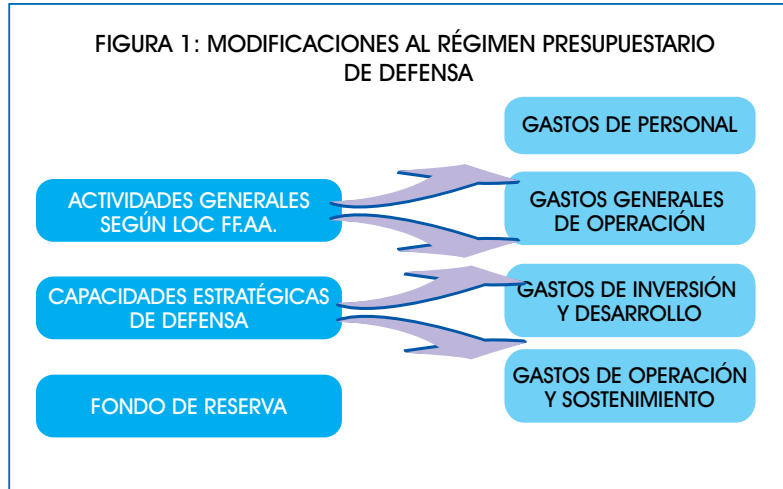 FIGURA 1: MODIFICACIONES AL RÉGIMEN PRESUPUESTARIO
DE DEFENSA
ACTIVIDADES GENERALES
SEGÚN LOC FF.AA.
CAPACIDADES ESTRATÉGICAS
DE DEFENSA
FONDO DE RESERVA
GASTOS DE PERSONAL
GASTOS GENERALES
DE OPERACIÓN
GASTOS DE INVERSIÓN
Y DESARROLLO
GASTOS DE OPERACIÓN
Y SOSTENIMIENTO